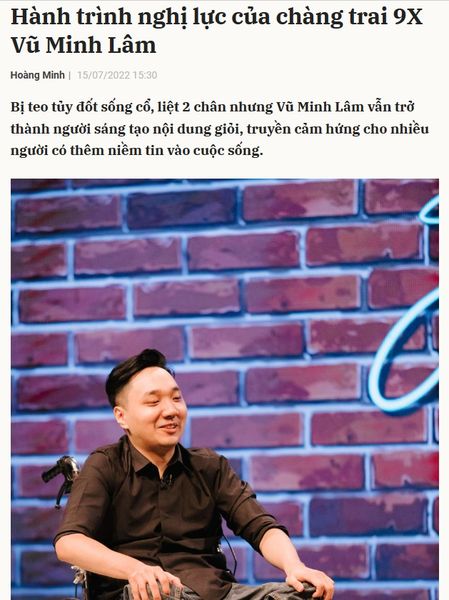 Hành trình nghị lực của chàng trai 9X
Vũ Minh Lâm
Hoàng Minh | 15/07/2022 15:30
Bị teo tủy đốt sống cổ, liệt 2 chân nhưng Vũ Minh Lâm vẫn trở
thành người sáng tạo nội dung giỏi, truyền cảm hứng cho nhiều
người có thêm niềm tin vào cuộc sống.